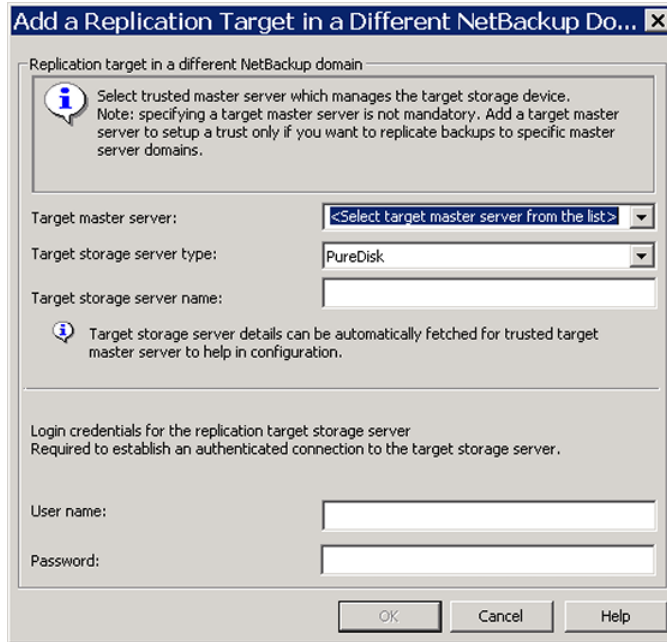 Add a Replication Target in a Different NetBackup Do...
Replication target in a different NetBackup domain
Select trusted master server which manages the target storage device.
Note: specifying a target master server is not mandatory. Add a target master
server to setup a trust only if you want to replicate backups to specific master
server domains.
Target master server:
<Select target master server from the list>
Target storage server type:
PureDisk
Target storage server name:
Target storage server details can be automatically fetched for trusted target
master server to help in configuration.
Login credentials for the replication target storage server
Required to establish an authenticated connection to the target storage server.
User name:
Password:
OK
Cancel
Help